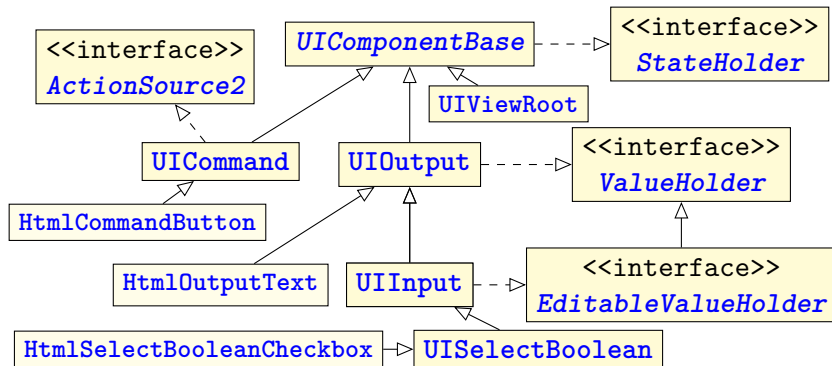 <<interface>>
ActionSource2
UIComponentBase
<<interface>>
StateHolder
UIViewRoot
UICommand
UIOutput
<<interface>>
ValueHolder
HtmlCommandButton
HtmlOutputText
UIInput
<<interface>>
EditableValueHolder
HtmlSelectBooleanCheckbox
UISelectBoolean